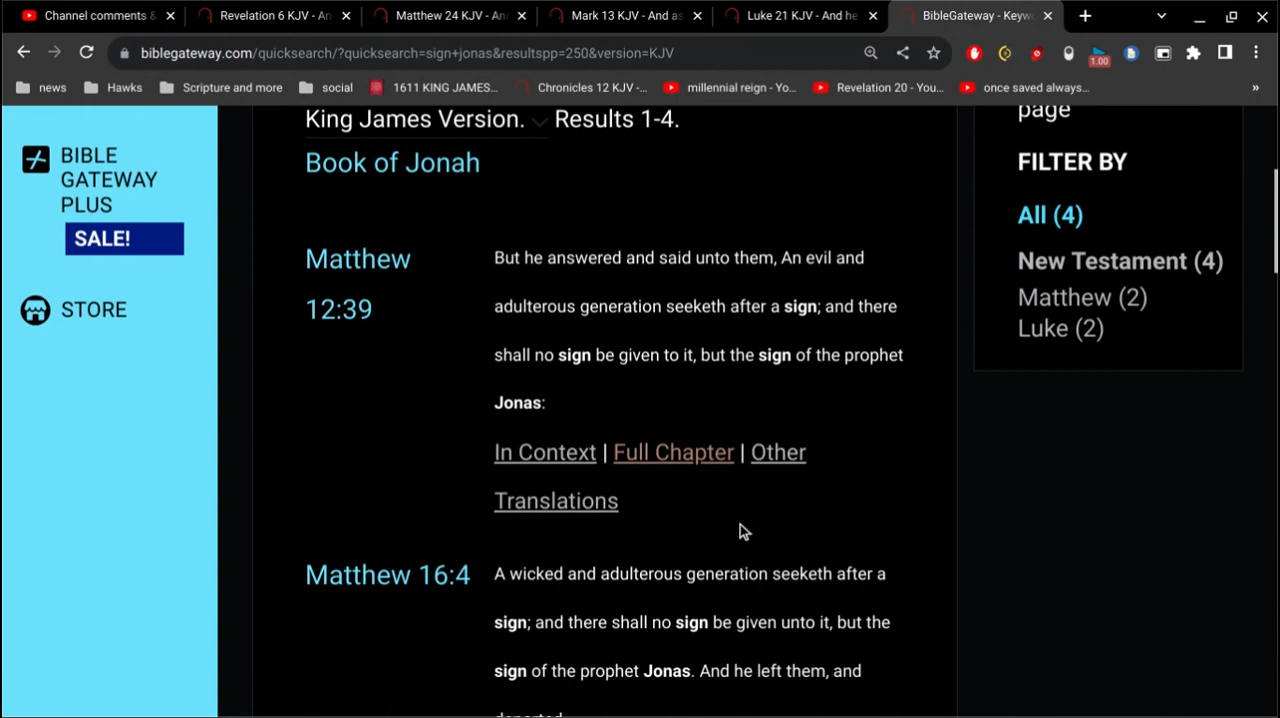 Channel comments &
Revelation 6 KJV - An
Matthew 24 KJV - An
Mark 13 KJV - And as
Luke 21 KJV - And he
BibleGateway - Keyw
biblegateway.com/quicksearch/?quicksearch=sign+jonas&resultspp=250&version=KJV
1.00
news
Hawks
Scripture and more
social
1611 KING JAMES...
Chronicles 12 KJV -...
millennial reign - Yo...
Revelation 20 - You...
once saved always...
»
BIBLE
GATEWAY
PLUS
SALE!
STORE
King James Version. Results 1-4.
Book of Jonah
Matthew
12:39
But he answered and said unto them, An evil and
adulterous generation seeketh after a sign; and there
shall no sign be given to it, but the sign of the prophet
Jonas:
In Context | Full Chapter | Other
Translations
Matthew 16:4
A wicked and adulterous generation seeketh after a
sign; and there shall no sign be given unto it, but the
sign of the prophet Jonas. And he left them, and
departed.
page
FILTER BY
All (4)
New Testament (4)
Matthew (2)
Luke (2)